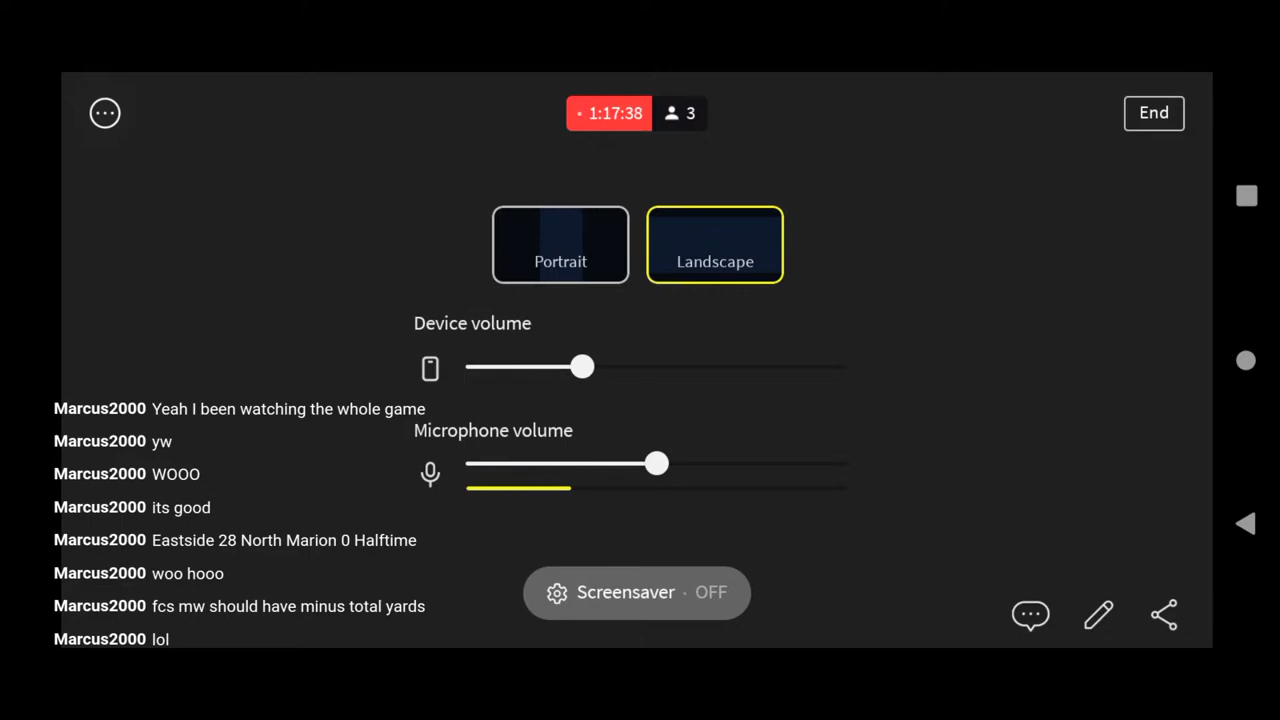 1:17:38 3
End
Portrait
Landscape
Device volume
Microphone volume
Marcus2000 Yeah I been watching the whole game
Marcus2000 yw
Marcus2000 WOOO
Marcus2000 its good
Marcus2000 Eastside 28 North Marion 0 Halftime
Marcus2000 woo hooo
Marcus2000 fcs mw should have minus total yards
Marcus2000 lol
Screensaver · OFF